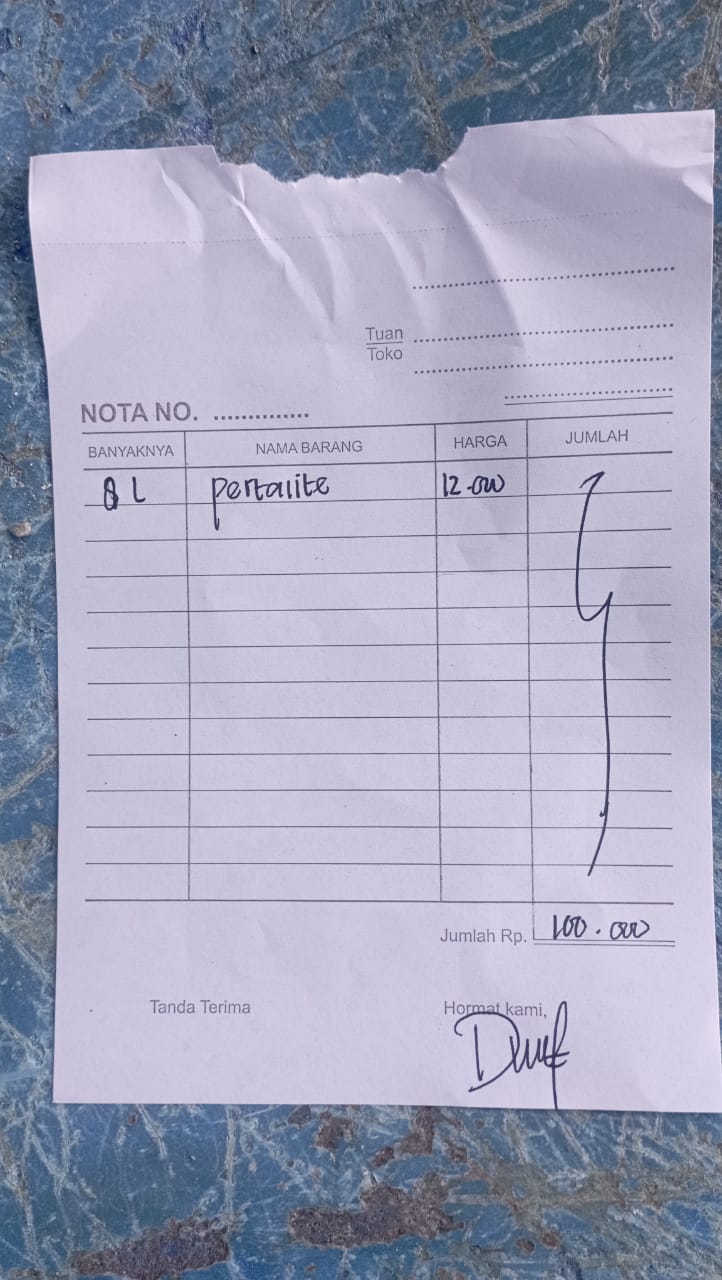 Tuan
Toko
NOTA NO. ..............
BANYAKNYA NAMA BARANG HARGA JUMLAH
8 L Pertalite 12.000
Jumlah Rp. 100.000
Tanda Terima Hormat kami,